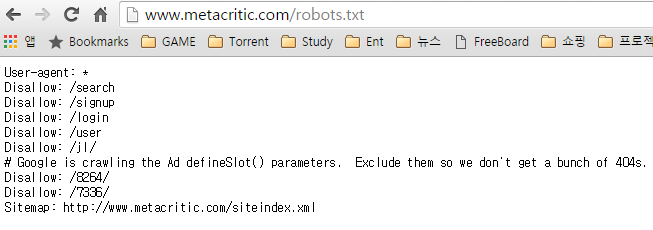 www.metacritic.com/robots.txt
앱 Bookmarks GAME Torrent Study Ent 뉴스 FreeBoard 쇼핑 프로젝
User-agent: *
Disallow: /search
Disallow: /signup
Disallow: /login
Disallow: /user
Disallow: /jl/
# Google is crawling the Ad defineSlot() parameters.  Exclude them so we don't get a bunch of 404s.
Disallow: /8264/
Disallow: /7336/
Sitemap: http://www.metacritic.com/siteindex.xml